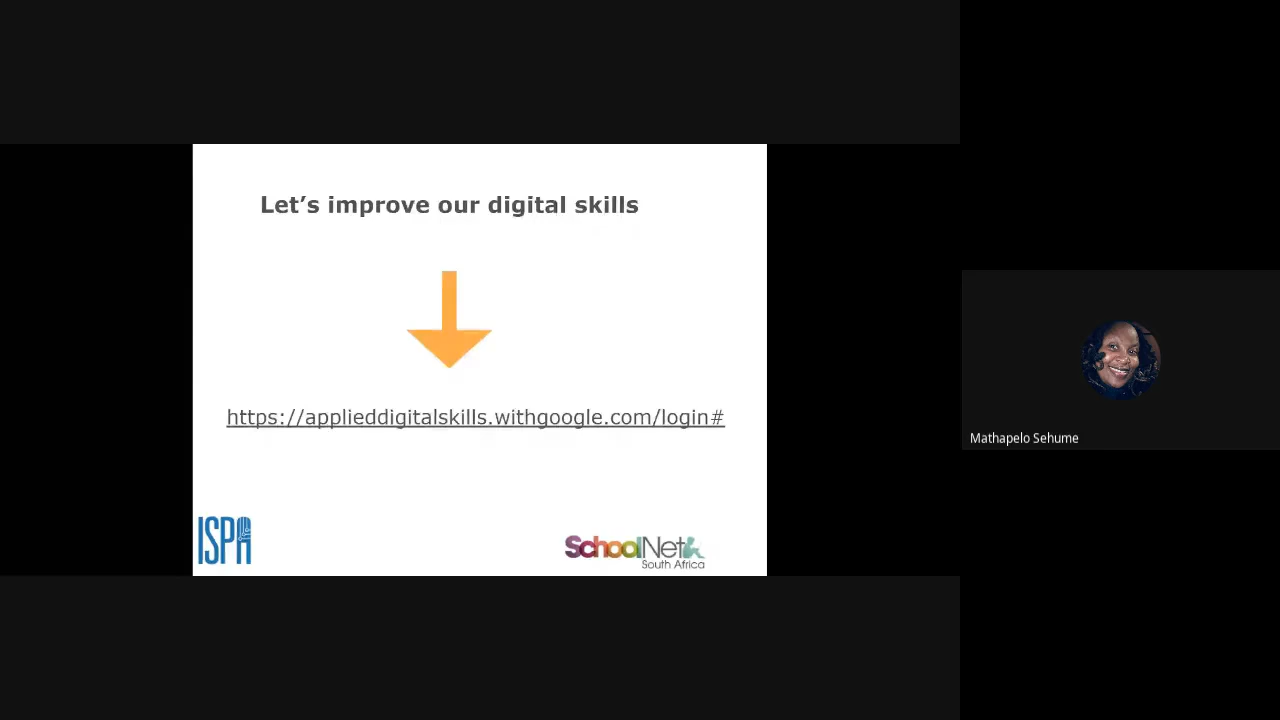 Let’s improve our digital skills
https://applieddigitalskills.withgoogle.com/login#
Mathapelo Sehume
ISPA
SchoolNet
South Africa